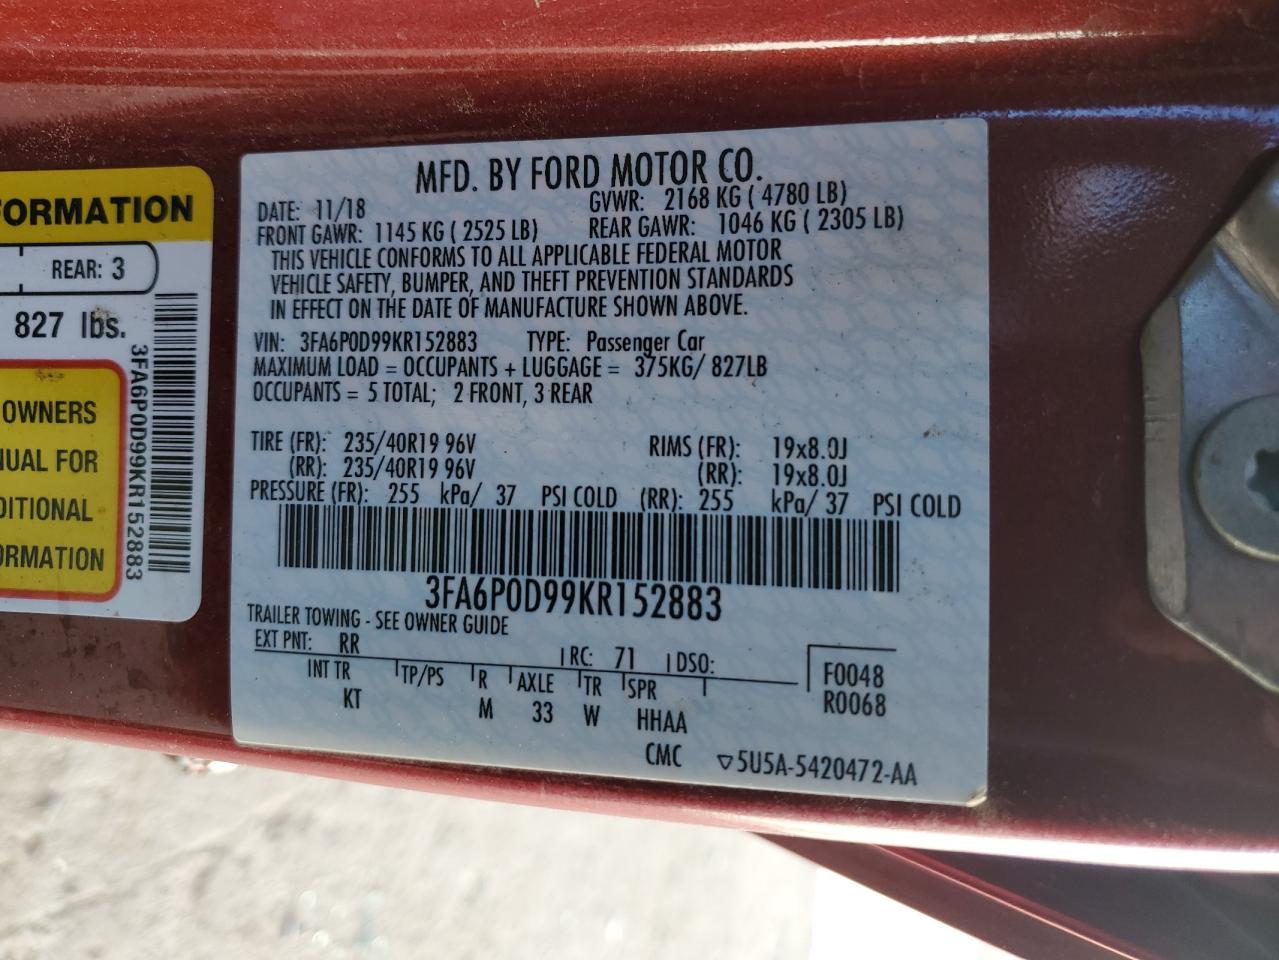 FORMATION
REAR: 3
827 lbs.
OWNERS
FORMATION
3FA6P0D99KR152883
MFD. BY FORD MOTOR CO.
DATE: 11/18 GVWR: 2168 KG ( 4780 LB)
FRONT GAWR: 1145 KG ( 2525 LB) REAR GAWR: 1046 KG ( 2305 LB)
THIS VEHICLE CONFORMS TO ALL APPLICABLE FEDERAL MOTOR
VEHICLE SAFETY, BUMPER, AND THEFT PREVENTION STANDARDS
IN EFFECT ON THE DATE OF MANUFACTURE SHOWN ABOVE.
VIN: 3FA6P0D99KR152883 TYPE: Passenger Car
MAXIMUM LOAD = OCCUPANTS + LUGGAGE = 375KG/ 827LB
OCCUPANTS = 5 TOTAL; 2 FRONT, 3 REAR
TIRE (FR): 235/40R19 96V RIMS (FR): 19x8.0J
(RR): 235/40R19 96V (RR): 19x8.0J
PRESSURE (FR): 255 kPa/ 37 PSI COLD (RR): 255 kPa/ 37 PSI COLD
3FA6P0D99KR152883
TRAILER TOWING - SEE OWNER GUIDE
EXT PNT: RR RC: 71 DSO:
INT TR TP/PS R AXLE TR SPR F0048
KT M 33 W HHAA R0068
CMC ▽5U5A-5420472-AA